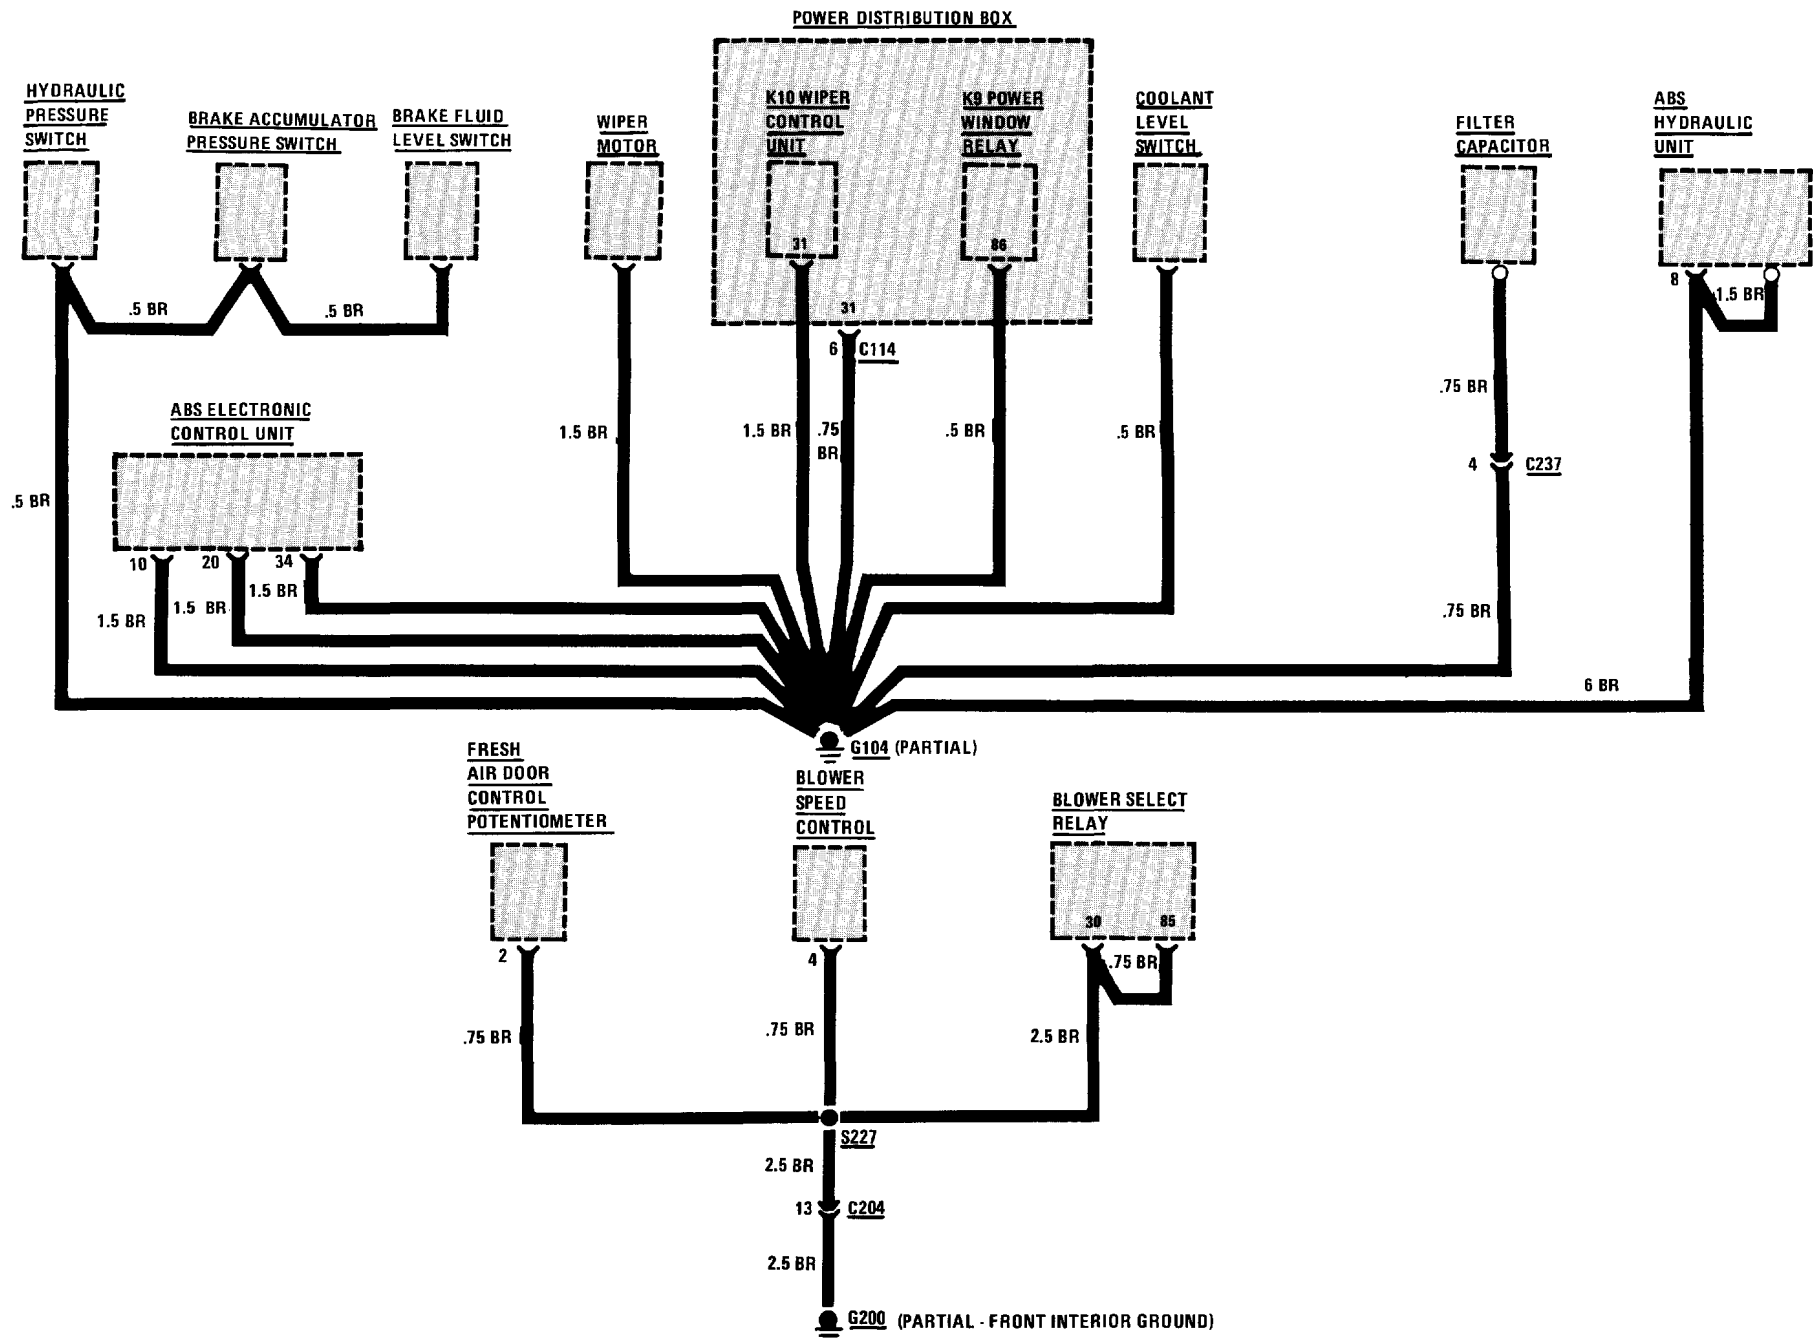 POWER DISTRIBUTION BOX
HYDRAULIC
PRESSURE
SWITCH
BRAKE ACCUMULATOR
PRESSURE SWITCH
BRAKE FLUID
LEVEL SWITCH
WIPER
MOTOR
K10 WIPER
CONTROL
UNIT
K9 POWER
WINDOW
RELAY
COOLANT
LEVEL
SWITCH
FILTER
CAPACITOR
ABS
HYDRAULIC
UNIT
31
86
8
1.5 BR
.5 BR
.5 BR
31
6
C114
.75 BR
ABS ELECTRONIC
CONTROL UNIT
1.5 BR
1.5 BR
.75
BR
.5 BR
.5 BR
4
C237
.5 BR
10
20
34
1.5 BR
1.5 BR
1.5 BR
.75 BR
6 BR
G104 (PARTIAL)
FRESH
AIR DOOR
CONTROL
POTENTIOMETER
BLOWER
SPEED
CONTROL
BLOWER SELECT
RELAY
30
85
2
4
.75 BR
.75 BR
.75 BR
2.5 BR
S227
2.5 BR
13
C204
2.5 BR
G200 (PARTIAL - FRONT INTERIOR GROUND)